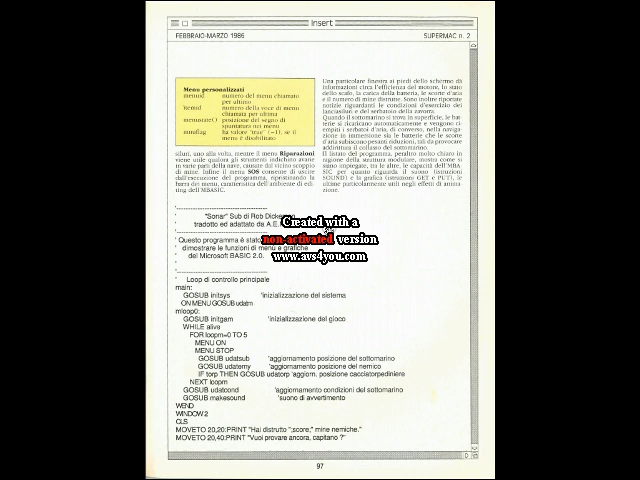 Insert
FEBBRAIO-MARZO 1986
SUPERMAC n. 2
Menu personalizzati
menuid numero del menu chiamato
per ultimo
itemid numero della voce di menu
chiamata per ultima
menustate() posizione del segno di
spuntatura nei menu
menuflag ha valore "true" (-1), se il
menu è disabilitato
siluri, uno sila volta, mentre il menu Riparazioni
viene utile qualora gli strumenti indichino avarie
in varie parti della nave, causate dal vicino scoppio
di mine. Infine il menu SOS consente di uscire
dall'esecuzione del programma, ripristinando la
barra dei menu, caratteristica dell'ambiente di edi-
ting dell'MBASIC.
Una particolare finestra ai piedi dello schermo dà
informazioni circa l'efficienza del motore, lo stato
dello scafo, la carica della batteria, le scorte d'aria
e il numero di mine distrutte. Sono inoltre riportate
notizie riguardanti le condizioni d'esercizio dei
lanciasiluri e del serbatoio della zavorra.
Quando il sottomarino si trova in superficie, le bat-
terie si ricaricano automaticamente e vengono ri-
empiti i serbatoi d'aria, di converso, nella naviga-
zione in immersione sia le batterie che le scorte
d'aria subiscono pesanti riduzioni, tali da provocare
addirittura il collasso del sottomarino.
Il listato del programma, peraltro molto chiaro in
ragione della struttura modulare, mostra come si
siano impiegate, tra le altre, le capacità dell'MBA-
SIC per quanto riguarda il suono (istruzioni
SOUND) e la grafica (istruzioni GET e PUT), le
ultime particolarmente utili negli effetti di anima-
zione.
'-----------------------------------
' "Sonar" Sub di Rob Dicker
' tradotto ed adattato da A.E.
'-----------------------------------
' Questo programma è stato
' dimostrare le funzioni di menu e grafiche
' del Microsoft BASIC 2.0.
'
'-----------------------------------
' Loop di controllo principale
main:
GOSUB initsys 'inizializzazione del sistema
ON MENU GOSUB udatm
mloop0:
GOSUB initgam 'inizializzazione del gioco
WHILE alive
FOR loopm=0 TO 5
MENU ON
MENU STOP
GOSUB udatsub 'aggiornamento posizione del sottomarino
GOSUB udatemy 'aggiornamento posizione del nemico
IF torp THEN GOSUB udatorp 'aggiorn. posizione cacciatorpediniere
NEXT loopm
GOSUB udatcond 'aggiornamento condizioni del sottomarino
GOSUB makesound 'suono di avvertimento
WEND
WINDOW 2
CLS
MOVETO 20,20:PRINT "Hai distrutto ";score;" mine nemiche."
MOVETO 20,40:PRINT "Vuoi provare ancora, capitano ?"
97
Created with a
non-activated version
www.avs4you.com